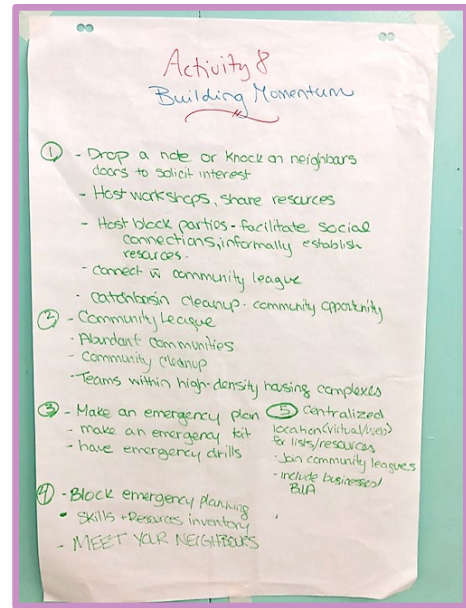 Activity 8
Building Momentum
① - Drop a note or knock on neighbors
doors to solicit interest
- Host workshops, share resources
- Host block parties - facilitate social
connections, informally establish
resources.
- connect w community league
- catchbasin cleanup - community opportunity
② - Community League
- Abundant communities
- Community cleanup
- Teams within high-density housing complexes
③ - Make an emergency plan
- make an emergency kit
- have emergency drills
④ - Block emergency planning
• Skills + Resources inventory
- MEET YOUR NEIGHBOURS
⑤ Centralized
location (virtual/web)
for lists/resources
- Join community leagues
- include businesses/
BIA